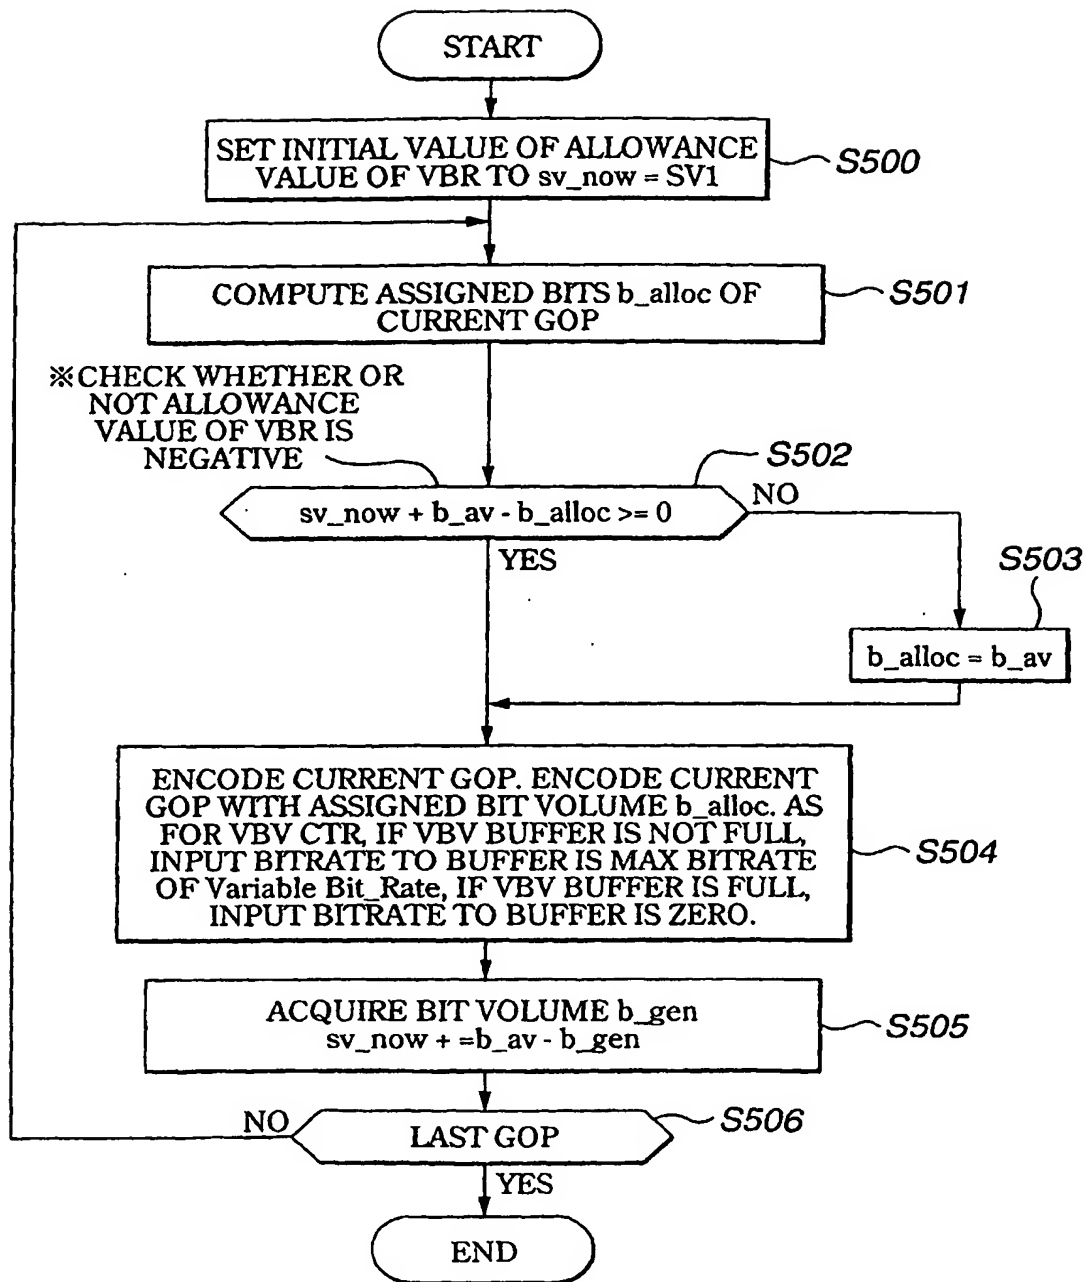 START
SET INITIAL VALUE OF ALLOWANCE
VALUE OF VBR TO sv_now = SV1
S500
COMPUTE ASSIGNED BITS b_alloc OF
CURRENT GOP
S501
※CHECK WHETHER OR
NOT ALLOWANCE
VALUE OF VBR IS
NEGATIVE
S502
sv_now + b_av - b_alloc >= 0
NO
YES
S503
b_alloc = b_av
ENCODE CURRENT GOP. ENCODE CURRENT
GOP WITH ASSIGNED BIT VOLUME b_alloc. AS
FOR VBV CTR, IF VBV BUFFER IS NOT FULL,
INPUT BITRATE TO BUFFER IS MAX BITRATE
OF Variable Bit_Rate, IF VBV BUFFER IS FULL,
INPUT BITRATE TO BUFFER IS ZERO.
S504
ACQUIRE BIT VOLUME b_gen
sv_now + =b_av - b_gen
S505
NO
LAST GOP
S506
YES
END